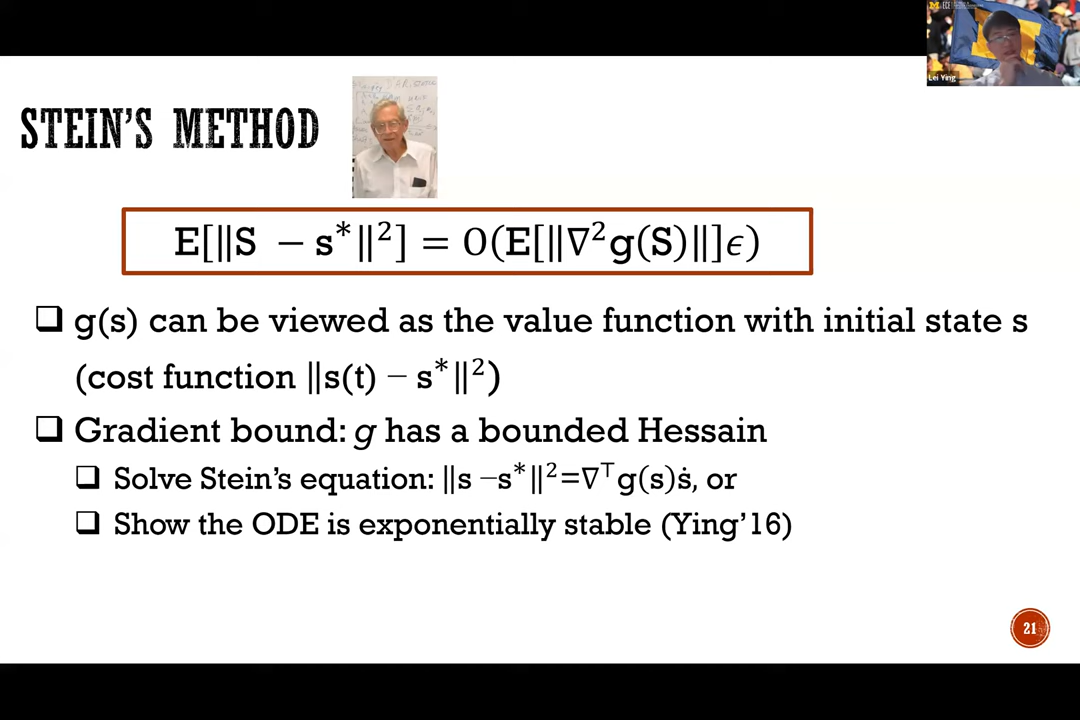 M ECE
Lei Ying
STEIN'S METHOD
E[‖S − s*‖²] = O(E[‖∇²g(S)‖]ϵ)
❑ g(s) can be viewed as the value function with initial state s
(cost function ‖s(t) − s*‖²)
❑ Gradient bound: g has a bounded Hessain
❑ Solve Stein's equation: ‖s −s*‖²=∇ᵀg(s)ṡ, or
❑ Show the ODE is exponentially stable (Ying'16)
21